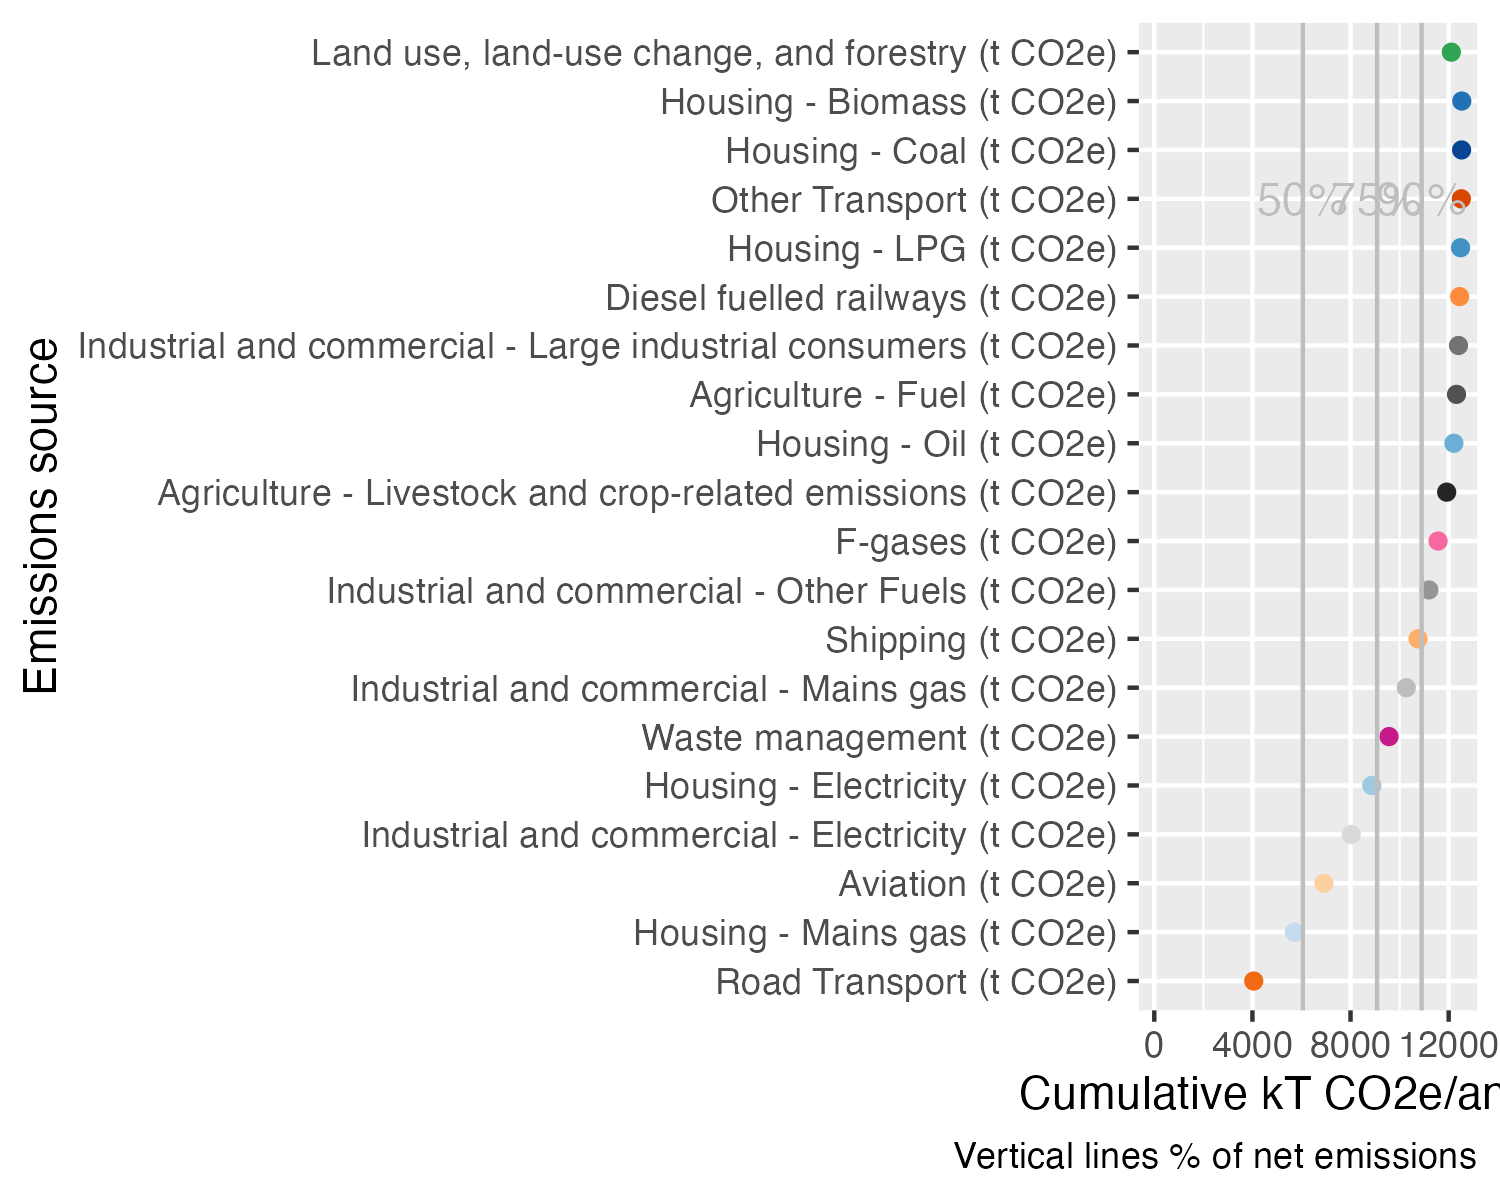 Land use, land-use change, and forestry (t CO2e)
Housing - Biomass (t CO2e)
Housing - Coal (t CO2e)
Other Transport (t CO2e)
50%
75%
90%
Housing - LPG (t CO2e)
Diesel fuelled railways (t CO2e)
Industrial and commercial - Large industrial consumers (t CO2e)
Agriculture - Fuel (t CO2e)
Housing - Oil (t CO2e)
Agriculture - Livestock and crop-related emissions (t CO2e)
F-gases (t CO2e)
Industrial and commercial - Other Fuels (t CO2e)
Shipping (t CO2e)
Industrial and commercial - Mains gas (t CO2e)
Waste management (t CO2e)
Housing - Electricity (t CO2e)
Industrial and commercial - Electricity (t CO2e)
Aviation (t CO2e)
Housing - Mains gas (t CO2e)
Road Transport (t CO2e)
Emissions source
0 4000 8000 12000
Cumulative kT CO2e/an
Vertical lines % of net emissions